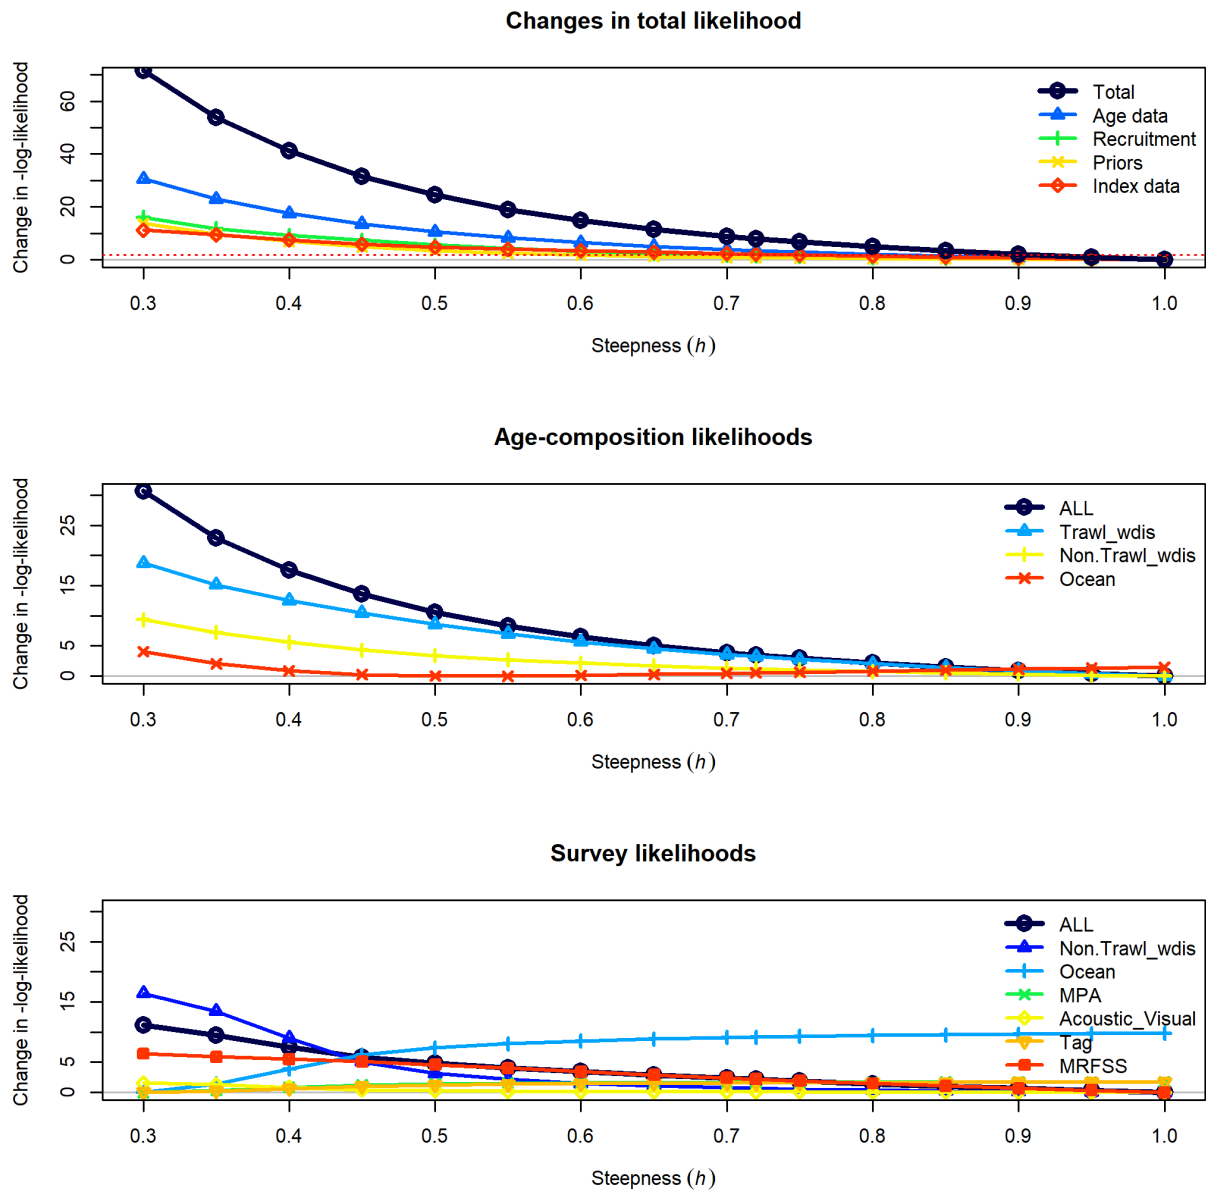 Changes in total likelihood
Change in -log-likelihood
0
20
40
60
Total
Age data
Recruitment
Priors
Index data
0.3 0.4 0.5 0.6 0.7 0.8 0.9 1.0
Steepness (h)
Age-composition likelihoods
Change in -log-likelihood
0
5
15
25
ALL
Trawl_wdis
Non.Trawl_wdis
Ocean
0.3 0.4 0.5 0.6 0.7 0.8 0.9 1.0
Steepness (h)
Survey likelihoods
Change in -log-likelihood
0
5
15
25
ALL
Non.Trawl_wdis
Ocean
MPA
Acoustic_Visual
Tag
MRFSS
0.3 0.4 0.5 0.6 0.7 0.8 0.9 1.0
Steepness (h)